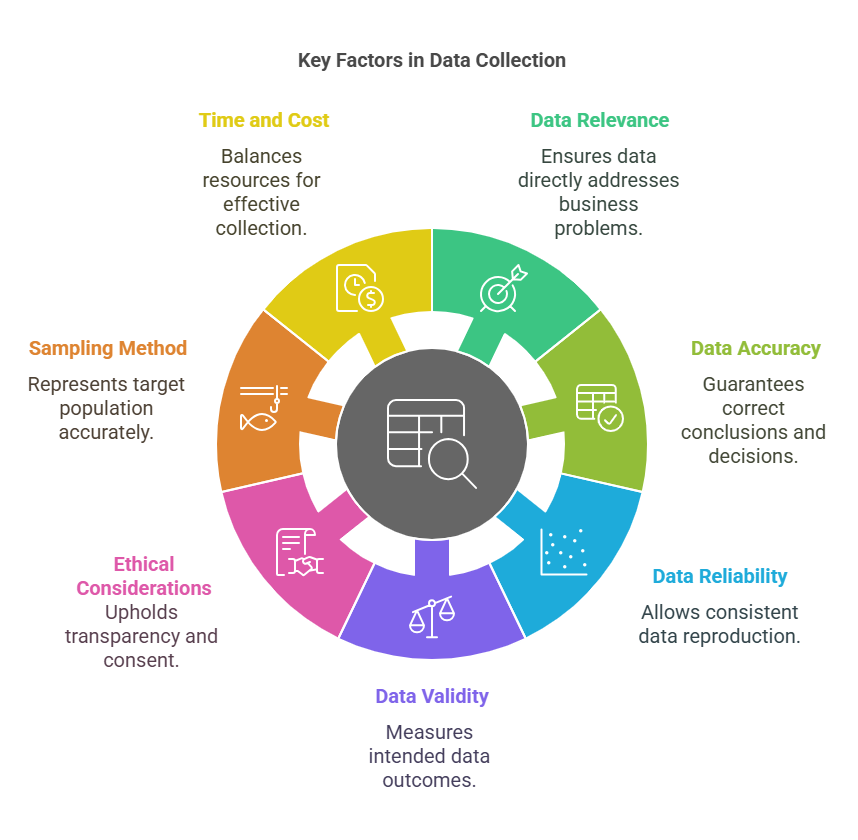 Key Factors in Data Collection
Time and Cost
Balances
resources for
effective
collection.
Data Relevance
Ensures data
directly addresses
business
problems.
Sampling Method
Represents target
population
accurately.
Data Accuracy
Guarantees
correct
conclusions and
decisions.
Ethical
Considerations
Upholds
transparency and
consent.
Data Reliability
Allows consistent
data reproduction.
Data Validity
Measures
intended data
outcomes.